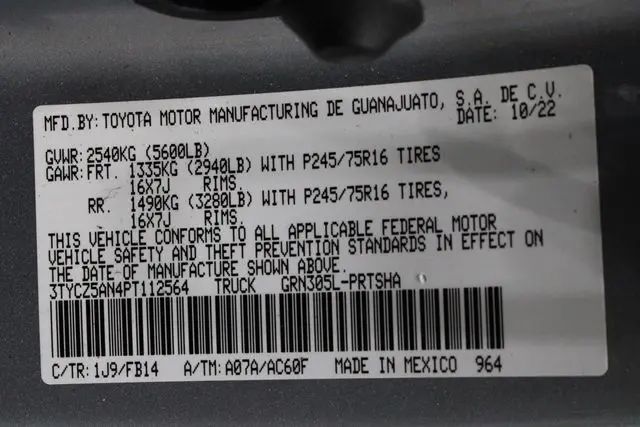 MFD.BY: TOYOTA MOTOR MANUFACTURING DE GUANAJUATO, S.A. DE C.V.
DATE: 10/22
GVWR: 2540KG (5600LB)
GAWR: FRT. 1335KG (2940LB) WITH P245/75R16 TIRES
16X7J RIMS.
RR. 1490KG (3280LB) WITH P245/75R16 TIRES,
16X7J RIMS.
THIS VEHICLE CONFORMS TO ALL APPLICABLE FEDERAL MOTOR
VEHICLE SAFETY AND THEFT PREVENTION STANDARDS IN EFFECT ON
THE DATE OF MANUFACTURE SHOWN ABOVE.
3TYCZ5AN4PT112564 TRUCK GRN305L-PRTSHA
C/TR: 1J9/FB14 A/TM: A07A/AC60F MADE IN MEXICO 964